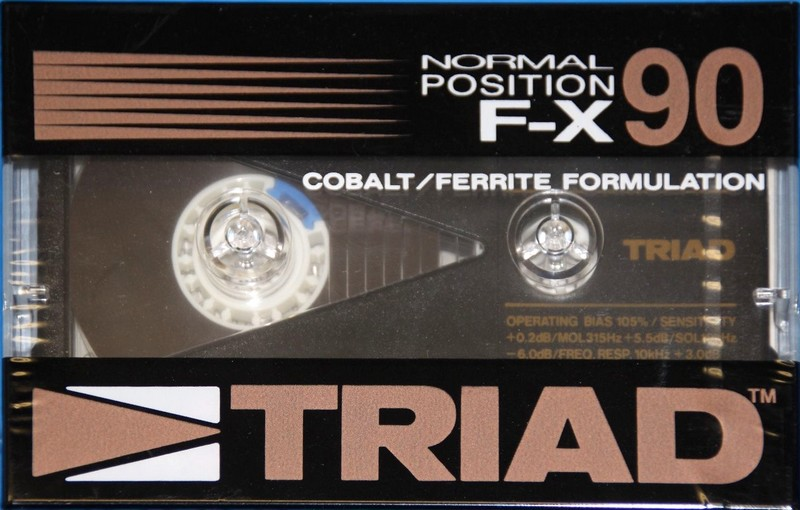 NORMAL
POSITION
F-X 90
COBALT/FERRITE FORMULATION
TRIAD
OPERATING BIAS 105% / SENSITIVITY
+0.2dB/MOL315Hz +5.5dB/SOL
-6.0dB/FREQ. RESP. 10kHz +3.0dB
TRIAD™